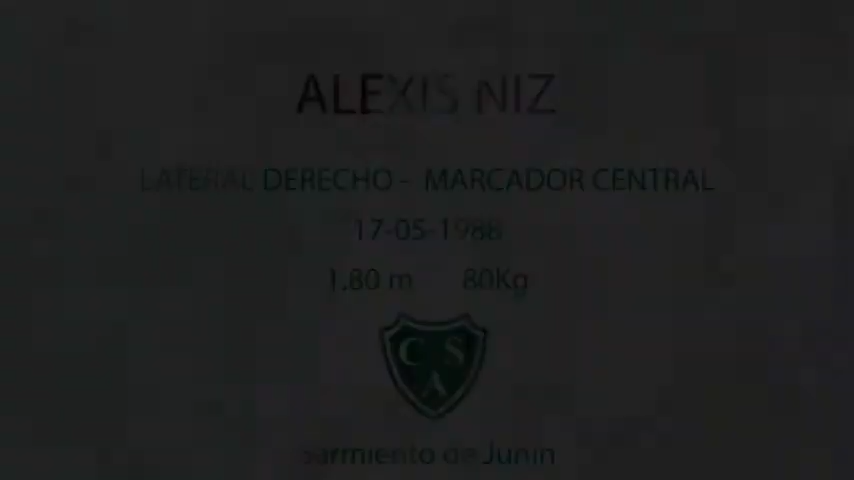 ALEXIS NIZ
LATERAL DERECHO - MARCADOR CENTRAL
17-05-1988
1.80 m 80Kg
C S
A
sarmiento de Junin